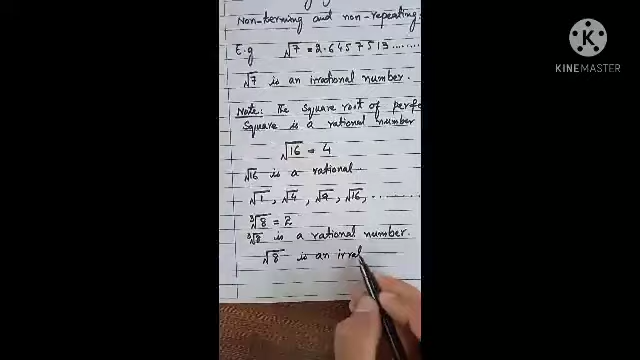 Non-terming and non-repeating.
E.g √7 = 2.6457513........
√7 is an irrational number.
Note: The square root of perfe
square is a rational number
√16 = 4
√16 is a rational
√1, √4, √9, √16, ........
∛8 = 2
∛8 is a rational number.
√8 is an irra
KINEMASTER